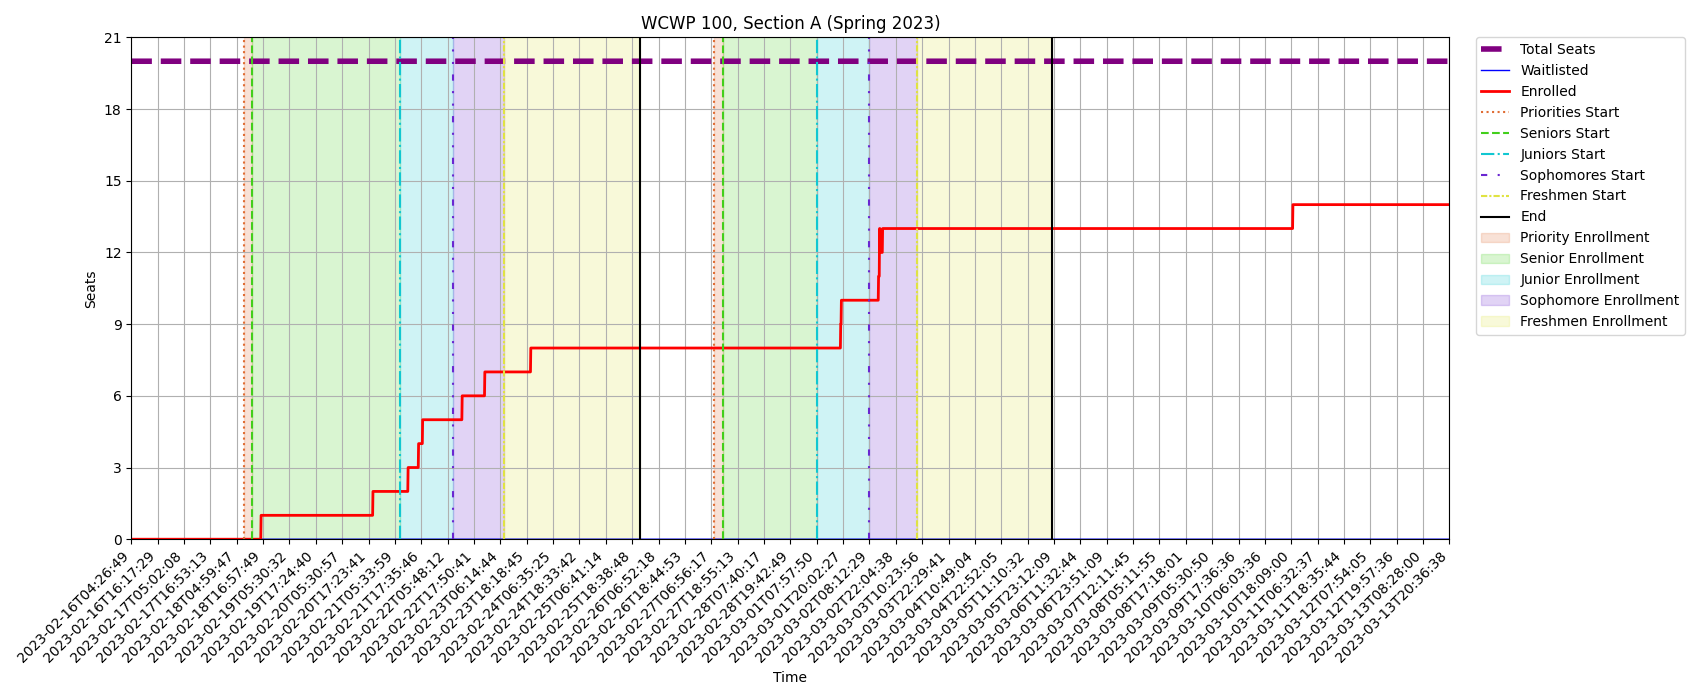 WCWP 100, Section A (Spring 2023)
21
18
15
12
9
6
3
0
Seats
2023-02-16T04:26:49
2023-02-16T16:17:29
2023-02-17T05:02:08
2023-02-17T16:53:13
2023-02-18T04:59:47
2023-02-18T16:57:49
2023-02-19T05:30:32
2023-02-19T17:24:40
2023-02-20T05:30:57
2023-02-20T17:23:41
2023-02-21T05:33:59
2023-02-21T17:35:46
2023-02-22T05:48:12
2023-02-22T17:50:41
2023-02-23T06:14:44
2023-02-23T18:18:45
2023-02-24T06:35:25
2023-02-24T18:33:42
2023-02-25T06:41:14
2023-02-25T18:38:48
2023-02-26T06:52:18
2023-02-26T18:44:53
2023-02-27T06:56:17
2023-02-27T18:55:13
2023-02-28T07:40:17
2023-02-28T19:42:49
2023-03-01T07:57:50
2023-03-01T20:02:27
2023-03-02T08:12:29
2023-03-02T22:04:38
2023-03-03T10:23:56
2023-03-03T22:29:41
2023-03-04T10:49:04
2023-03-04T22:52:05
2023-03-05T11:10:32
2023-03-05T23:12:09
2023-03-06T11:32:44
2023-03-06T23:51:09
2023-03-07T12:11:45
2023-03-08T05:11:55
2023-03-08T17:18:01
2023-03-09T05:30:50
2023-03-09T17:36:36
2023-03-10T06:03:36
2023-03-10T18:09:00
2023-03-11T06:32:37
2023-03-11T18:35:44
2023-03-12T07:54:05
2023-03-12T19:57:36
2023-03-13T08:28:00
2023-03-13T20:36:38
Time
Total Seats
Waitlisted
Enrolled
Priorities Start
Seniors Start
Juniors Start
Sophomores Start
Freshmen Start
End
Priority Enrollment
Senior Enrollment
Junior Enrollment
Sophomore Enrollment
Freshmen Enrollment